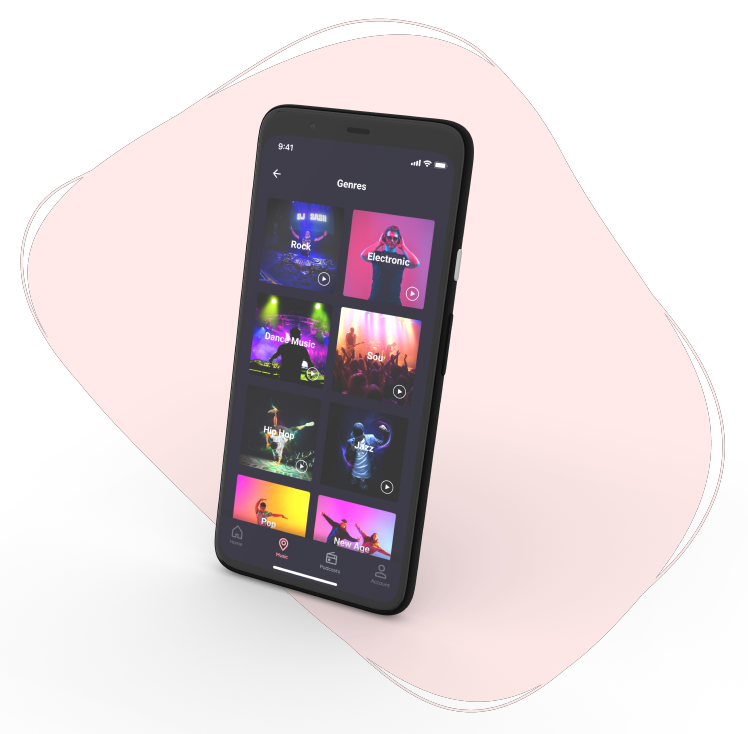 9:41
Genres
DJ SASH
Rock
Electronic
Dance Music
Soul
Hip Hop
Jazz
Pop
New Age
Home
Music
Podcasts
Account